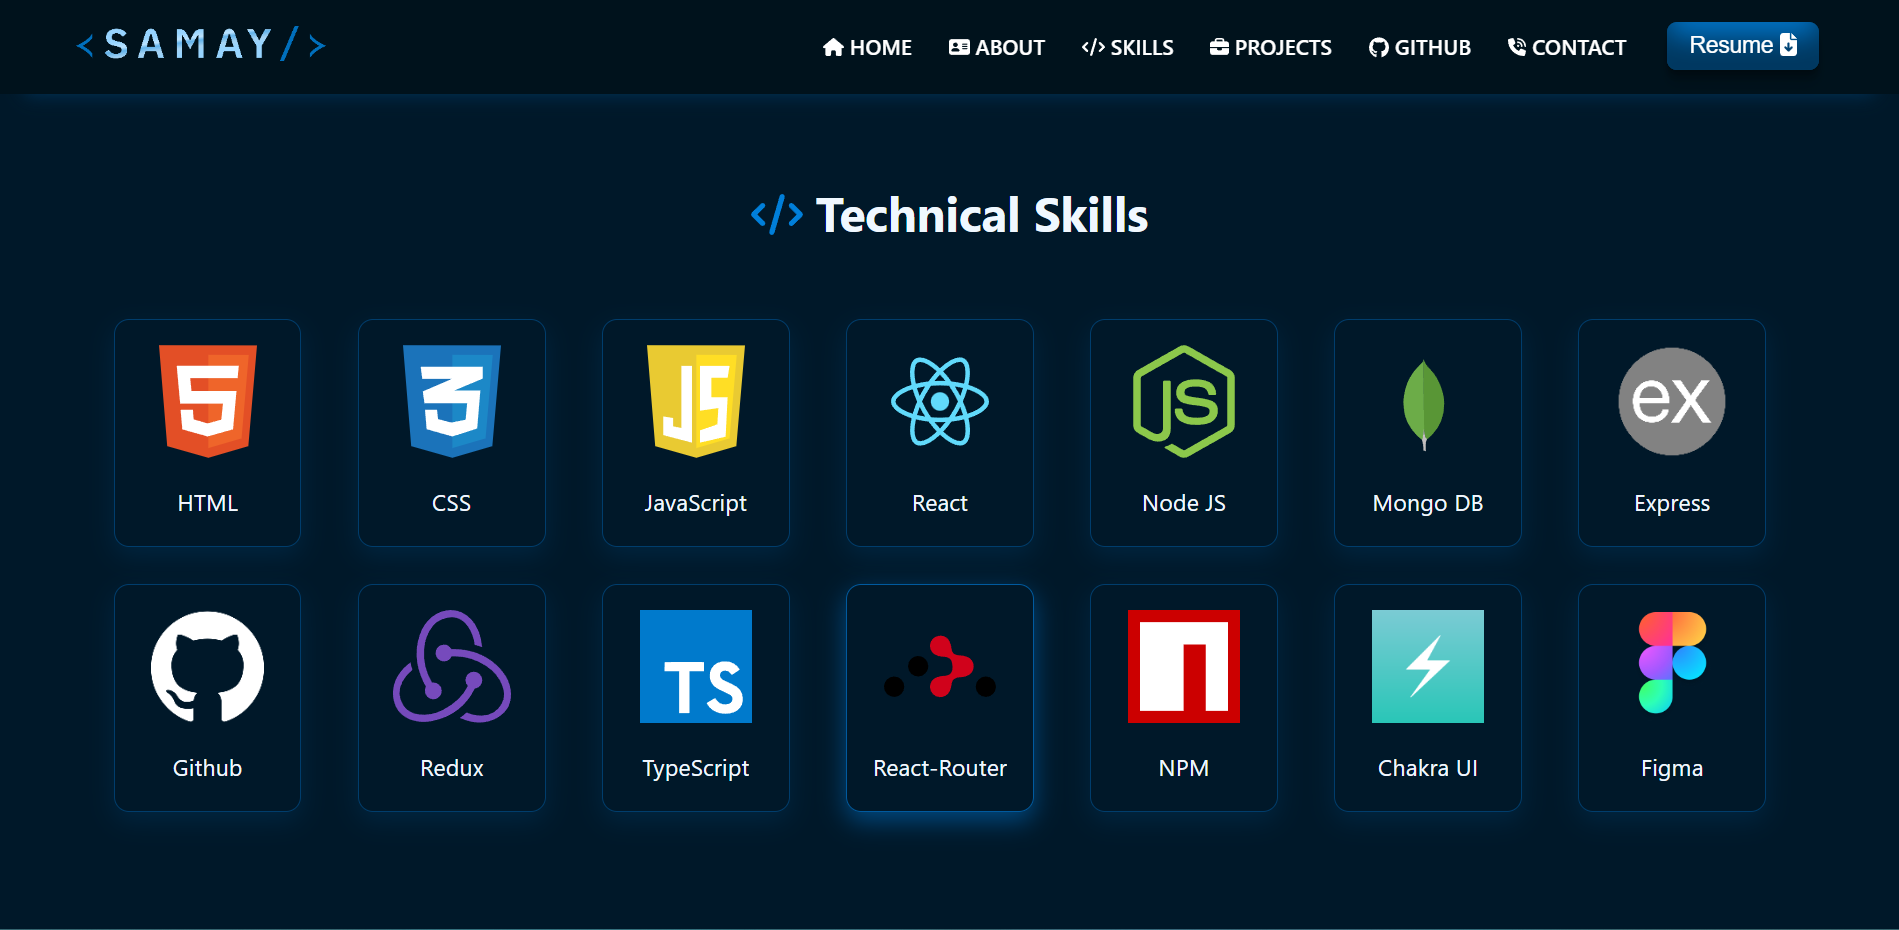 <SAMAY/>
HOME ABOUT </> SKILLS PROJECTS GITHUB CONTACT Resume
</> Technical Skills
5 3 JS JS ex
HTML CSS JavaScript React Node JS Mongo DB Express
TS n
Github Redux TypeScript React-Router NPM Chakra UI Figma